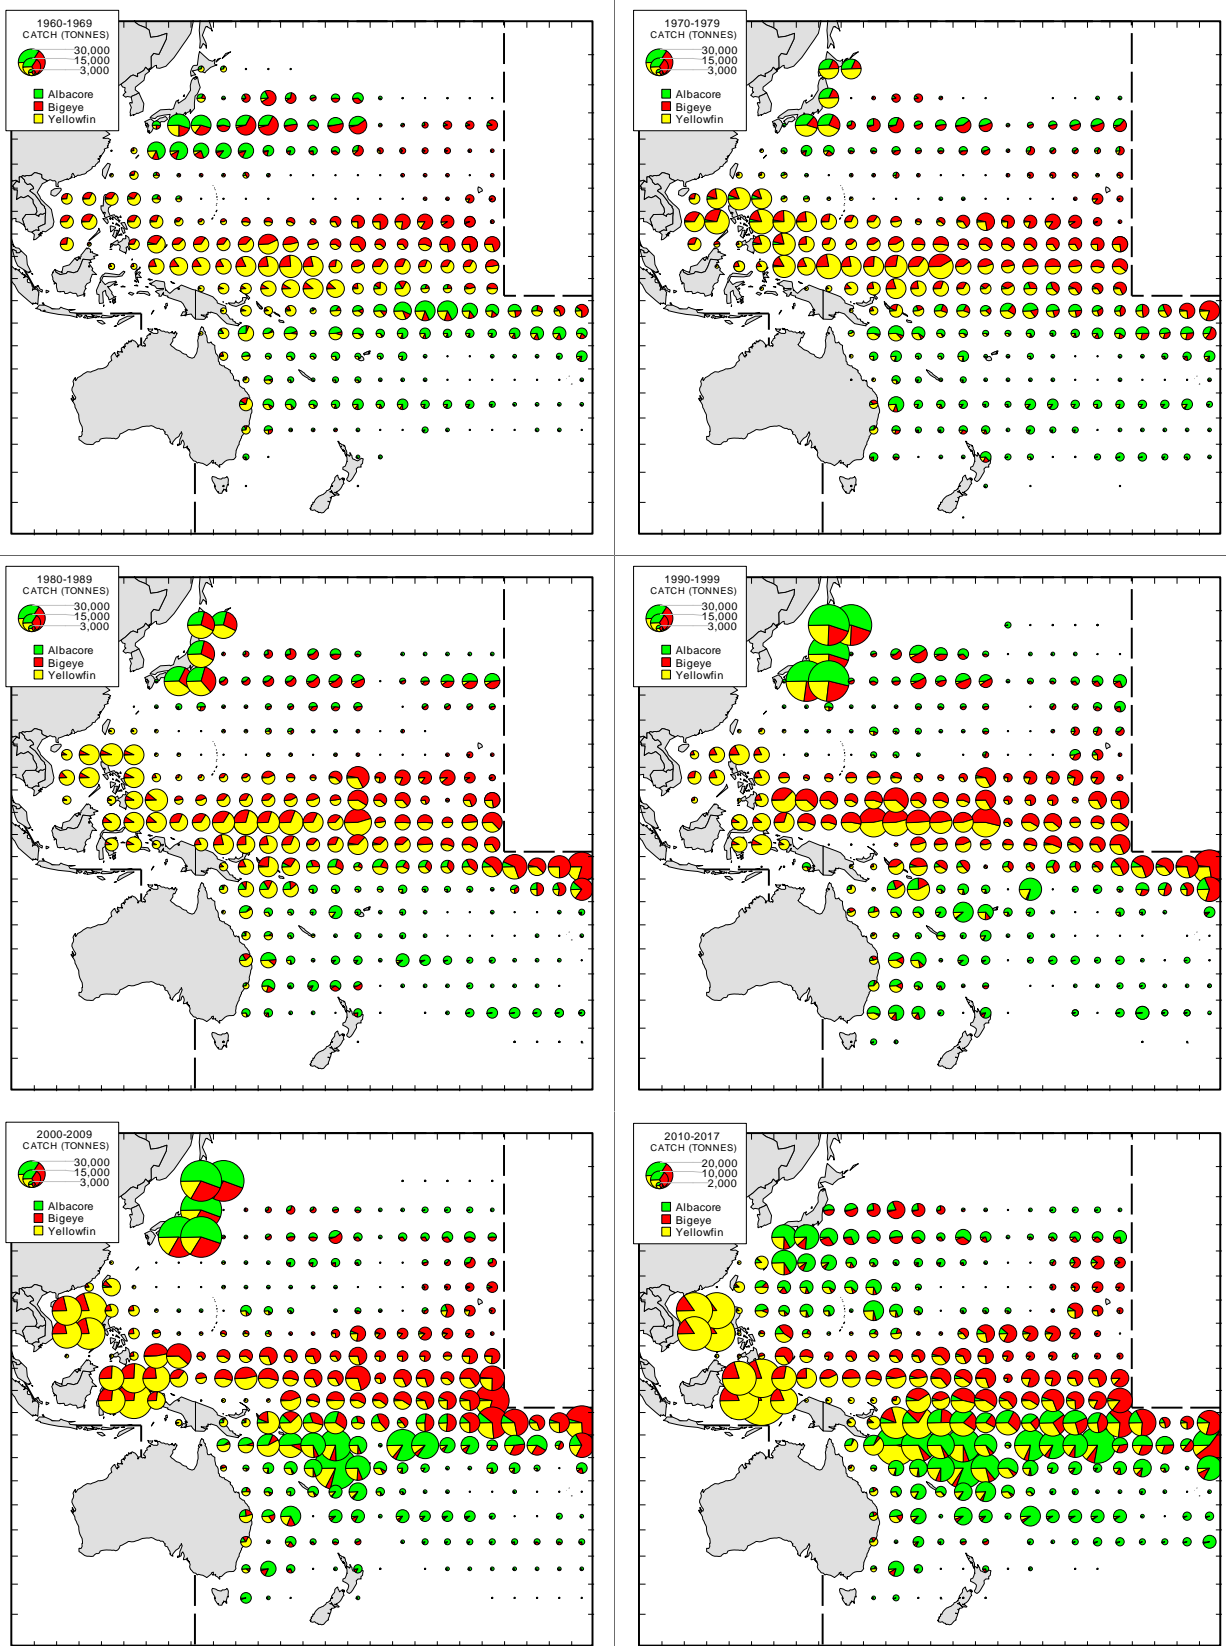 1960-1969
CATCH (TONNES)
30,000
15,000
3,000
Albacore
Bigeye
Yellowfin
1970-1979
CATCH (TONNES)
30,000
15,000
3,000
Albacore
Bigeye
Yellowfin
1980-1989
CATCH (TONNES)
30,000
15,000
3,000
Albacore
Bigeye
Yellowfin
1990-1999
CATCH (TONNES)
30,000
15,000
3,000
Albacore
Bigeye
Yellowfin
2000-2009
CATCH (TONNES)
30,000
15,000
3,000
Albacore
Bigeye
Yellowfin
2010-2017
CATCH (TONNES)
20,000
10,000
2,000
Albacore
Bigeye
Yellowfin